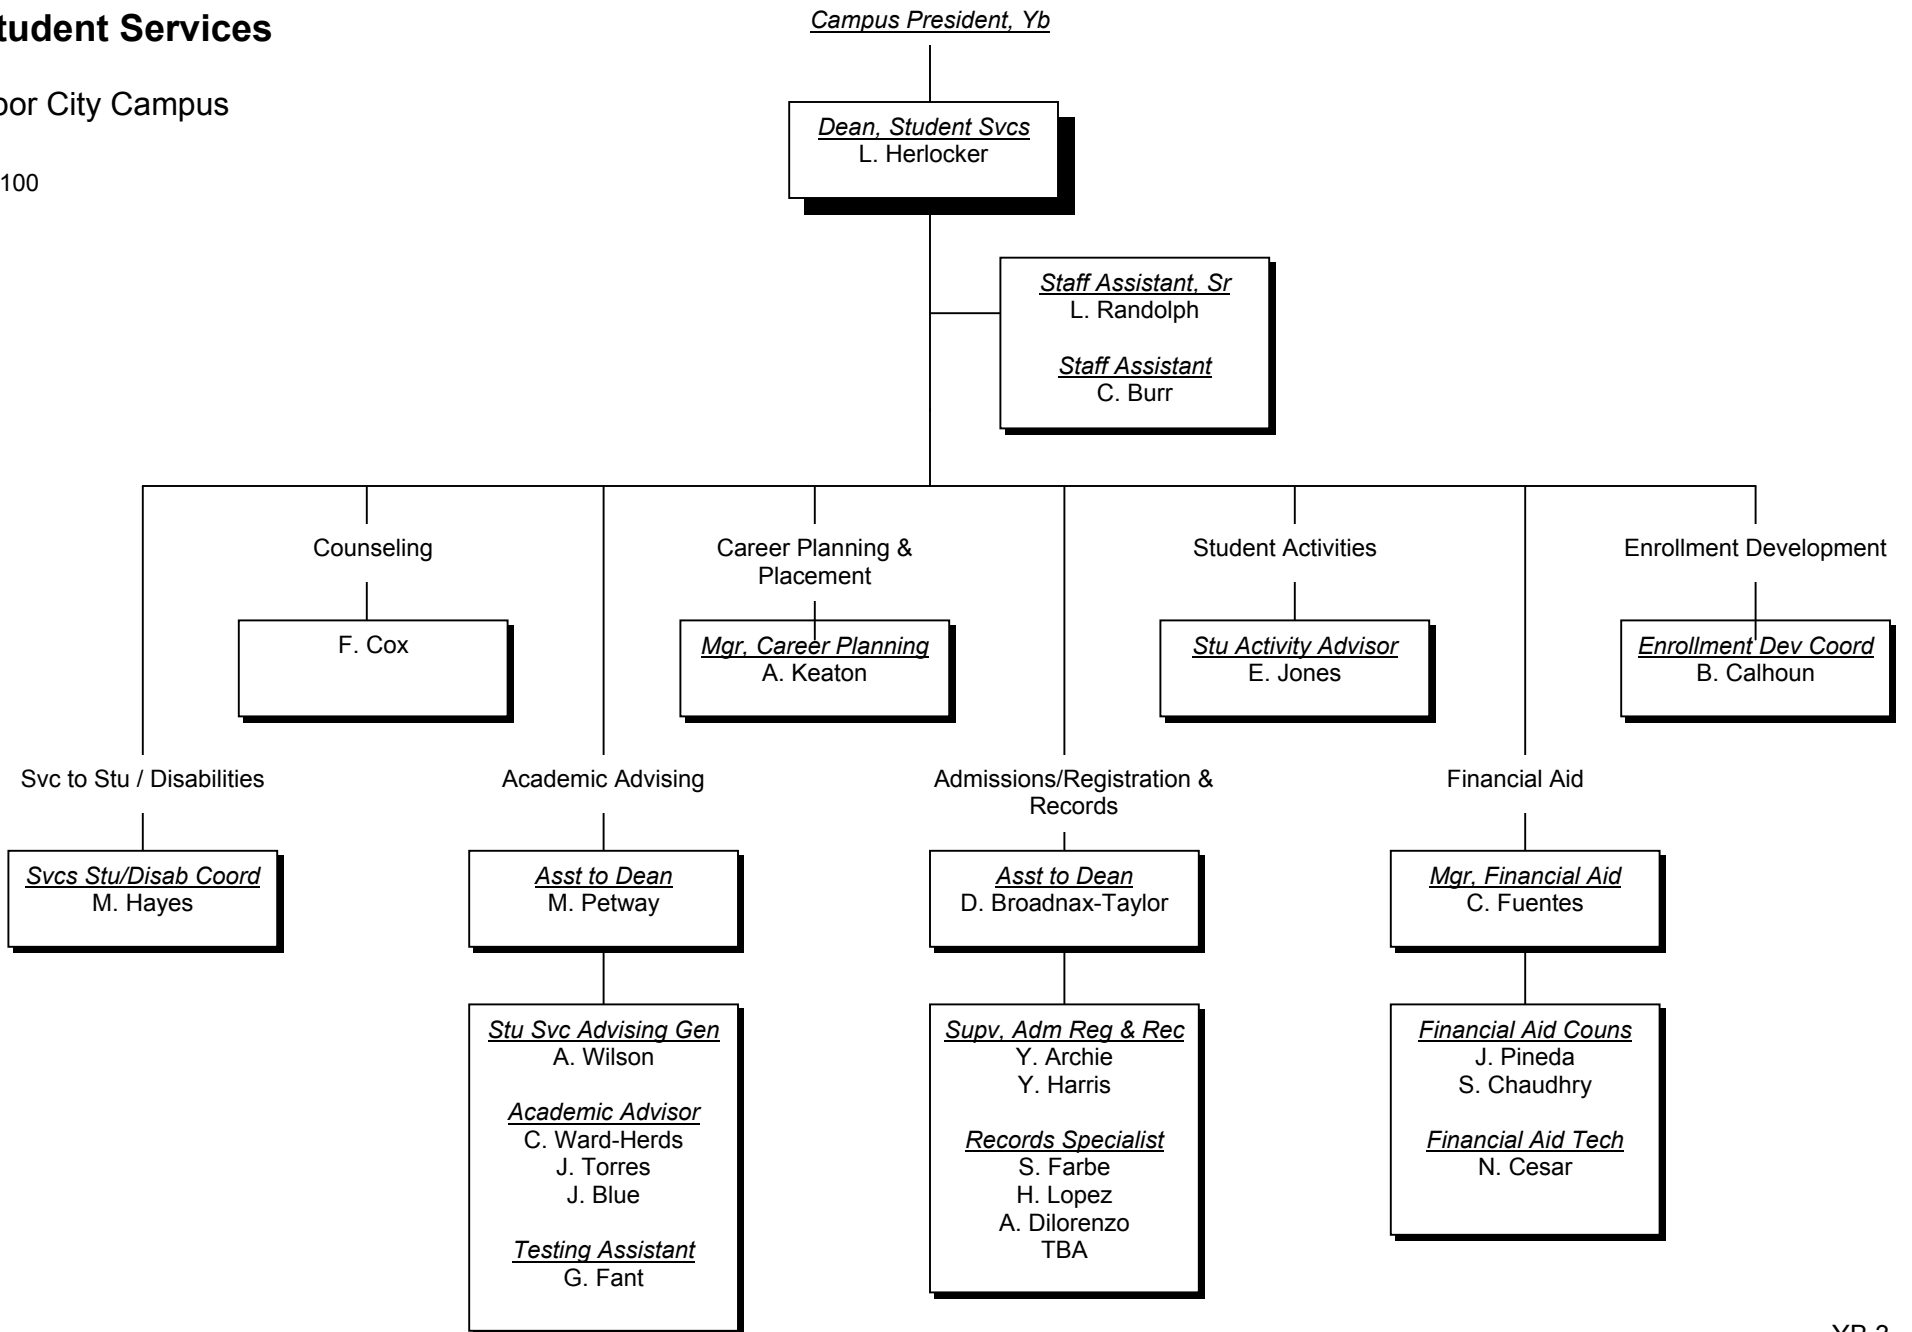 tudent Services
oor City Campus
100
Campus President, Yb
Dean, Student Svcs
L. Herlocker
Staff Assistant, Sr
L. Randolph
Staff Assistant
C. Burr
Counseling
F. Cox
Career Planning &
Placement
Mgr, Career Planning
A. Keaton
Student Activities
Stu Activity Advisor
E. Jones
Enrollment Development
Enrollment Dev Coord
B. Calhoun
Svc to Stu / Disabilities
Svcs Stu/Disab Coord
M. Hayes
Academic Advising
Asst to Dean
M. Petway
Stu Svc Advising Gen
A. Wilson
Academic Advisor
C. Ward-Herds
J. Torres
J. Blue
Testing Assistant
G. Fant
Admissions/Registration &
Records
Asst to Dean
D. Broadnax-Taylor
Supv, Adm Reg & Rec
Y. Archie
Y. Harris
Records Specialist
S. Farbe
H. Lopez
A. Dilorenzo
TBA
Financial Aid
Mgr, Financial Aid
C. Fuentes
Financial Aid Couns
J. Pineda
S. Chaudhry
Financial Aid Tech
N. Cesar